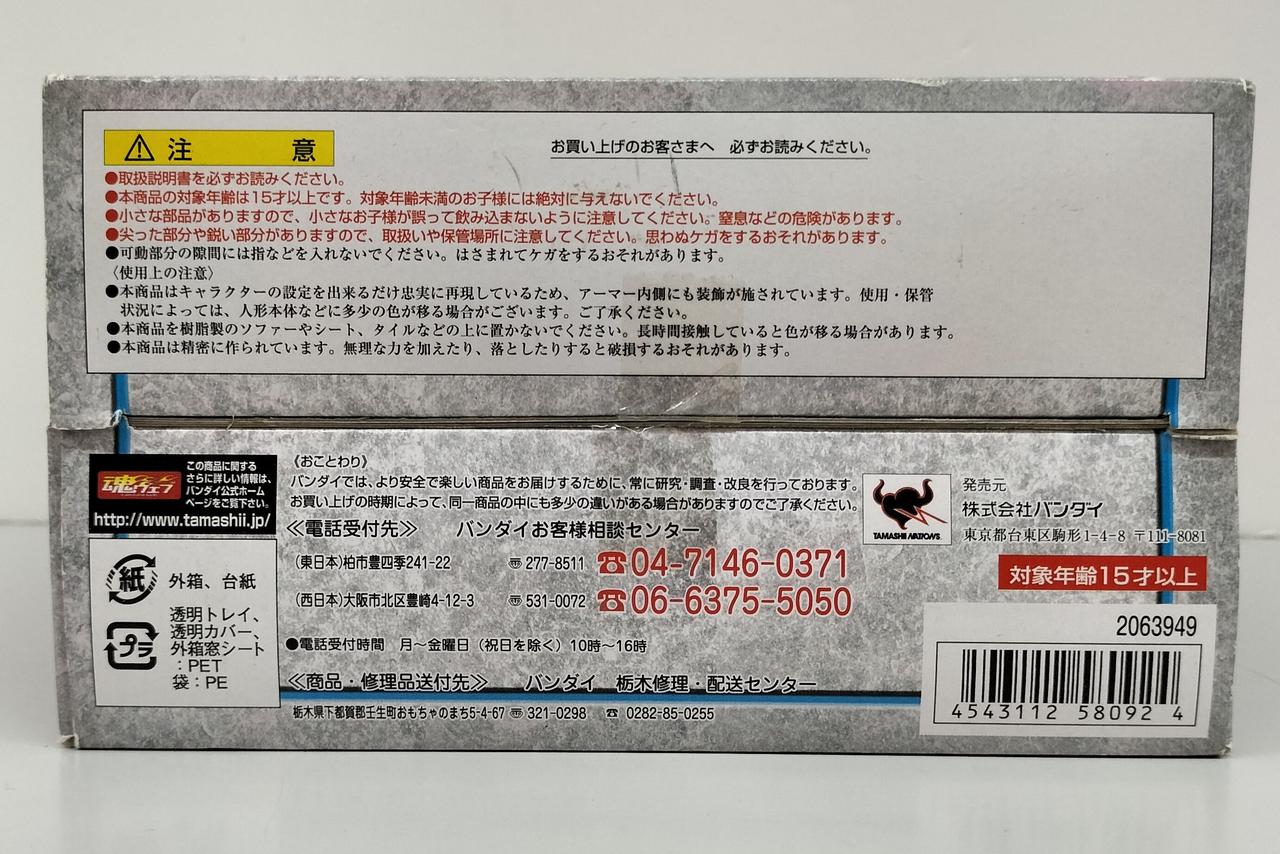 ⚠注　意
お買い上げのお客さまへ　必ずお読みください。
●取扱説明書を必ずお読みください。
●本商品の対象年齢は15才以上です。対象年齢未満のお子様には絶対に与えないでください。
●小さな部品がありますので、小さなお子様が誤って飲み込まないように注意してください。窒息などの危険があります。
●尖った部分や鋭い部分がありますので、取扱いや保管場所に注意してください。思わぬケガをするおそれがあります。
●可動部分の隙間には指などを入れないでください。はさまれてケガをするおそれがあります。
〈使用上の注意〉
●本商品はキャラクターの設定を出来るだけ忠実に再現しているため、アーマー内側にも装飾が施されています。使用・保管
状況によっては、人形本体などに多少の色が移る場合がございます。ご了承ください。
●本商品を樹脂製のソファーやシート、タイルなどの上に置かないでください。長時間接触していると色が移る場合があります。
●本商品は精密に作られています。無理な力を加えたり、落としたりすると破損するおそれがあります。
魂ウェブ
この商品に関する
さらに詳しい情報は、
バンダイ公式ホーム
ページをご覧下さい。
http://www.tamashii.jp/
紙
外箱、台紙
プラ
透明トレイ、
透明カバー、
外箱窓シート
：PET
袋：PE
《おことわり》
バンダイでは、より安全で楽しい商品をお届けするために、常に研究・調査・改良を行っております。
お買い上げの時期によって、同一商品の中にも多少の違いがある場合がありますのでご了承ください。
≪電話受付先≫　バンダイお客様相談センター
(東日本)柏市豊四季241-22　〠277-8511　☎04-7146-0371
(西日本)大阪市北区豊崎4-12-3　〠531-0072　☎06-6375-5050
●電話受付時間　月〜金曜日（祝日を除く）10時〜16時
≪商品・修理品送付先≫　バンダイ　栃木修理・配送センター
栃木県下都賀郡壬生町おもちゃのまち5-4-67 〠321-0298　☎ 0282-85-0255
TAMASHII NATIONS
発売元
株式会社バンダイ
東京都台東区駒形1-4-8 〒111-8081
対象年齢15才以上
2063949
4543112 58092 4